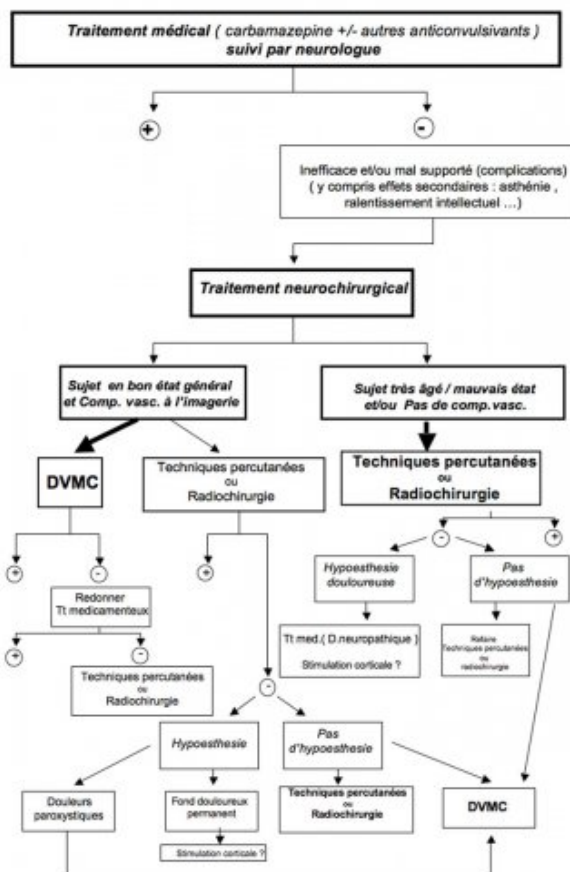 Traitement médical ( carbamazepine +/- autres anticonvulsivants )
suivi par neurologue
+
-
Inefficace et/ou mal supporté (complications)
( y compris effets secondaires : asthénie ,
ralentissement intellectuel ...)
Traitement neurochirurgical
Sujet en bon état général
et Comp. vasc. à l'imagerie
Sujet très âgé / mauvais état
et/ou Pas de comp.vasc.
DVMC
Techniques percutanées
ou
Radiochirurgie
Techniques percutanées
ou
Radiochirurgie
+
-
+
-
+
Redonner
Tt medicamenteux
Hypoesthesie
douloureuse
Pas
d'hypoesthesie
+
-
Techniques percutanées
ou
Radiochirurgie
Tt med.( D.neuropathique )
Stimulation corticale ?
Refaire
Techniques percutanées
ou
radiochirurgie
-
Hypoesthesie
Pas
d'hypoesthesie
Douleurs
paroxystiques
Fond douloureux
permanent
Techniques percutanées
ou
Radiochirurgie
DVMC
Stimulation corticale ?